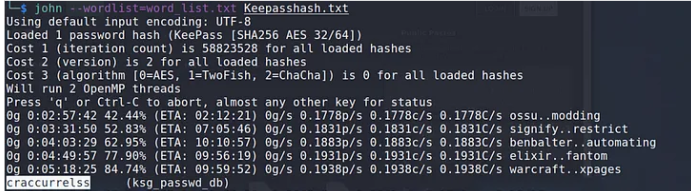 └─$ john --wordlist=word_list.txt Keepasshash.txt
Using default input encoding: UTF-8
Loaded 1 password hash (KeePass [SHA256 AES 32/64])
Cost 1 (iteration count) is 58823528 for all loaded hashes
Cost 2 (version) is 2 for all loaded hashes
Cost 3 (algorithm [0=AES, 1=TwoFish, 2=ChaCha]) is 0 for all loaded hashes
Will run 2 OpenMP threads
Press 'q' or Ctrl-C to abort, almost any other key for status
0g 0:02:57:42 42.44% (ETA: 02:12:21) 0g/s 0.1778p/s 0.1778c/s 0.1778C/s ossu..modding
0g 0:03:31:50 52.83% (ETA: 07:05:46) 0g/s 0.1831p/s 0.1831c/s 0.1831C/s signify..restrict
0g 0:04:03:29 62.95% (ETA: 10:10:57) 0g/s 0.1883p/s 0.1883c/s 0.1883C/s benbalter..automating
0g 0:04:49:57 77.90% (ETA: 09:56:19) 0g/s 0.1931p/s 0.1931c/s 0.1931C/s elixir..fantom
0g 0:05:18:25 84.74% (ETA: 09:59:52) 0g/s 0.1938p/s 0.1938c/s 0.1938C/s warcraft..xpages
craccurrelss (ksg_passwd_db)